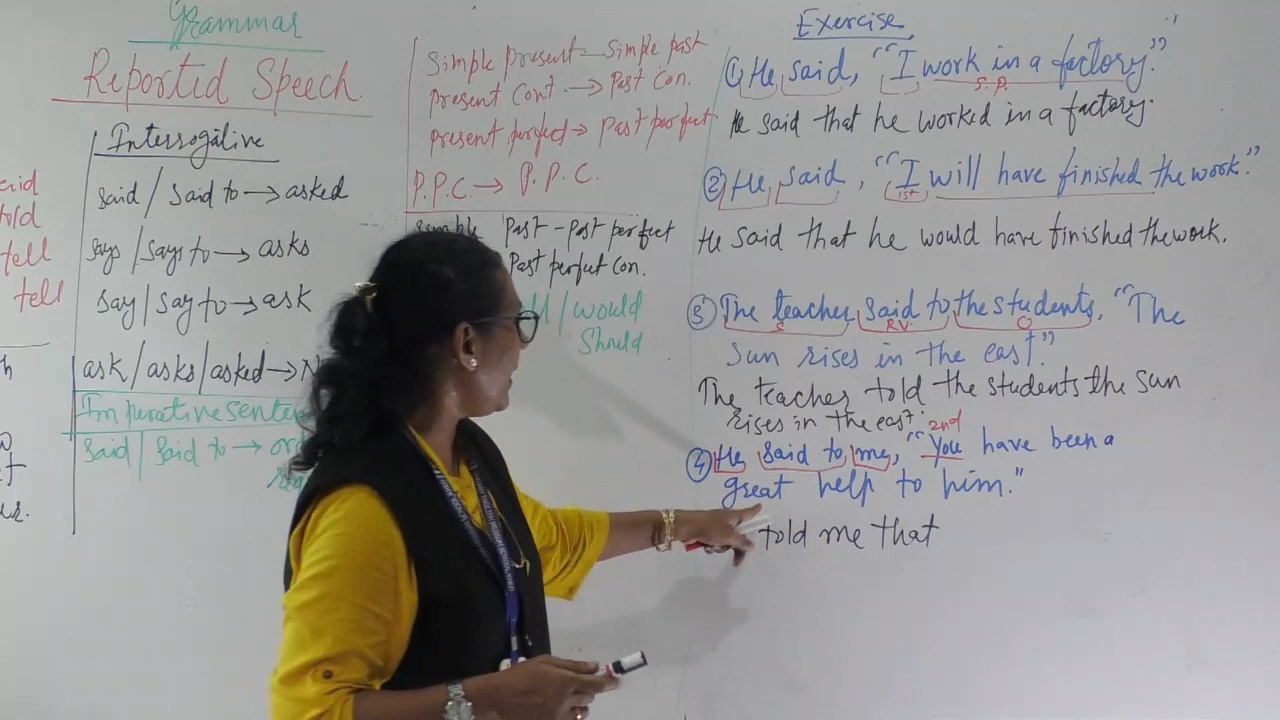 Grammar
Reported Speech
Interrogative
said / said to → asked
says / says to → asks
say / say to → ask
ask / asks / asked → N
Imperative senten
said / said to → or
told
tell
tell
Simple present — Simple past
Present Cont. → Past Con.
present perfect → Past perfect
P.P.C. → P.P.C.
Simple Past - Past perfect
Past perfect Con.
ll / would
Should
Exercise
① He said, "I work in a factory."
S.P.
He said that he worked in a factory.
② He said, "I will have finished the work."
1st
He said that he would have finished the work.
③ The teacher said to the students, "The
S R.V. O
Sun rises in the east."
The teacher told the students the sun
rises in the east.
2nd
④ He said to me, "You have been a
great help to him."
told me that